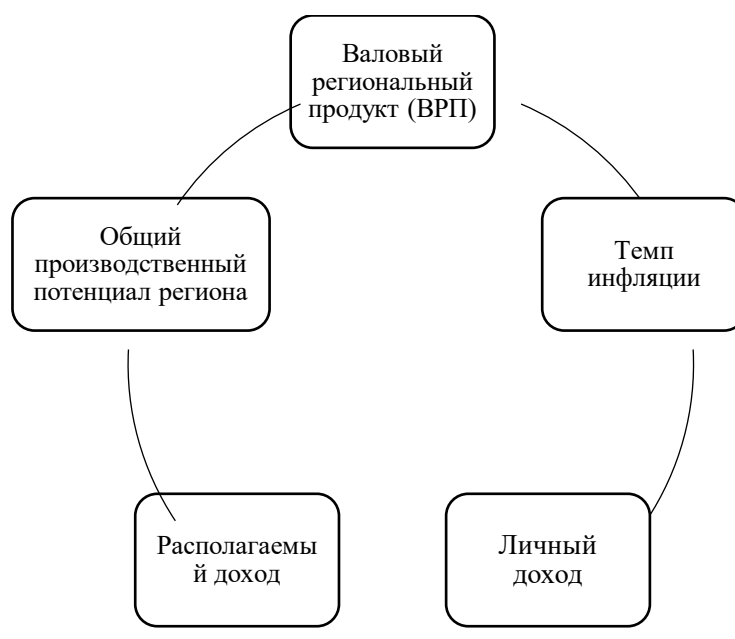 Валовый
региональный
продукт (ВРП)
Общий
производственный
потенциал региона
Темп
инфляции
Располагаемы
й доход
Личный
доход